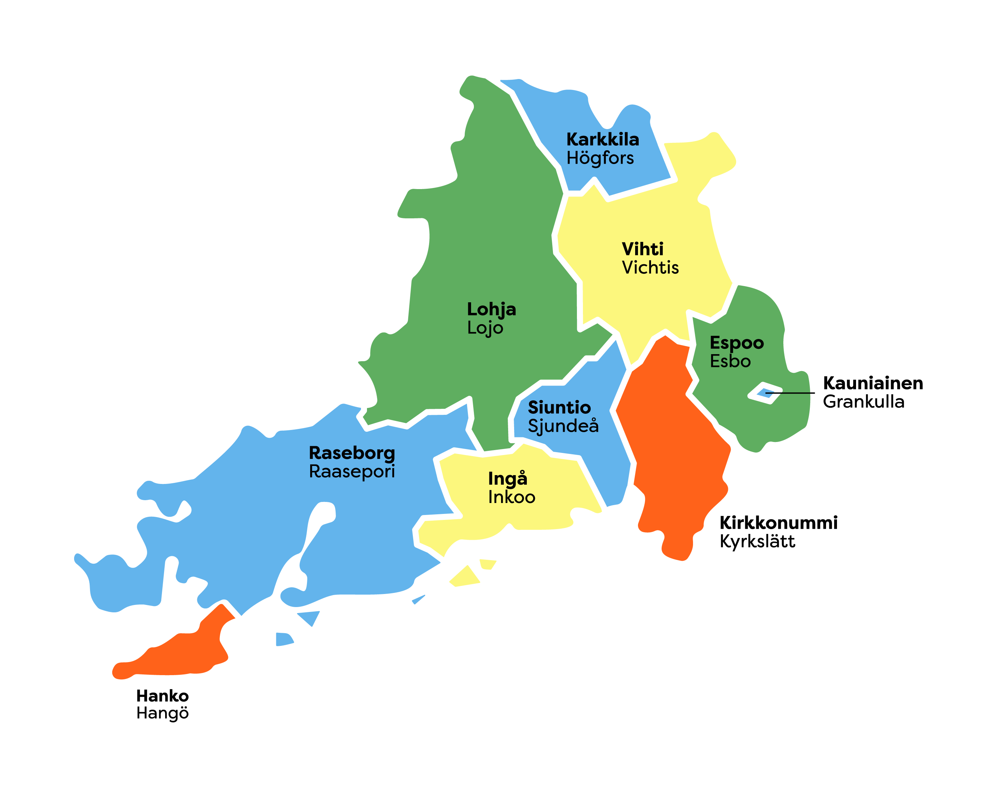 Karkkila
Högfors
Vihti
Vichtis
Lohja
Lojo
Espoo
Esbo
Kauniainen
Grankulla
Siuntio
Sjundeå
Raseborg
Raasepori
Ingå
Inkoo
Kirkkonummi
Kyrkslätt
Hanko
Hangö